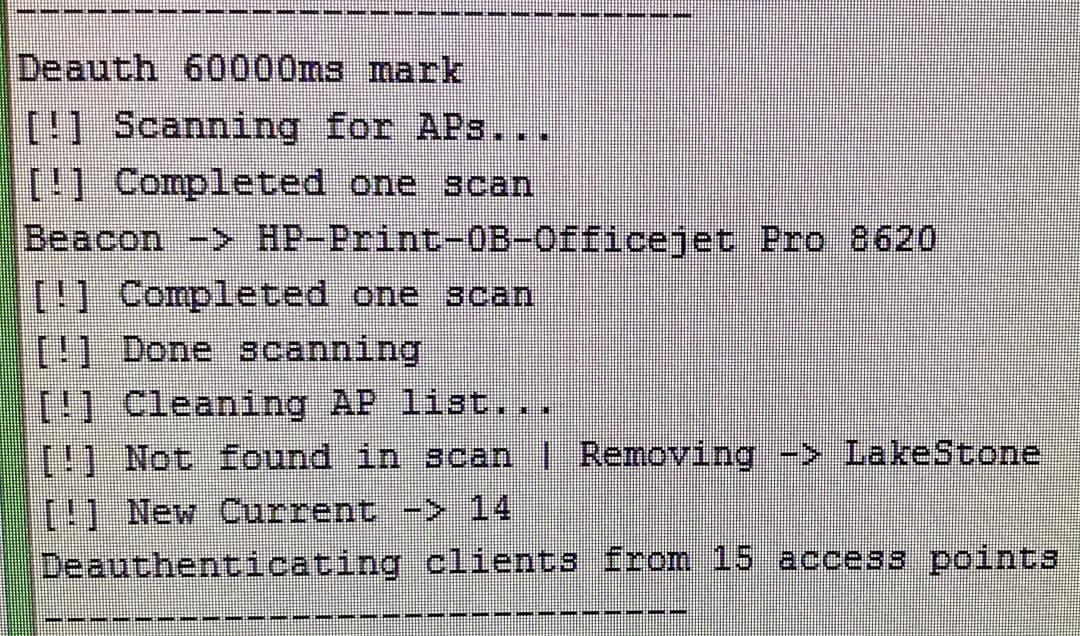 ------------------------------
Deauth 60000ms mark
[!] Scanning for APs...
[!] Completed one scan
Beacon -> HP-Print-0B-Officejet Pro 8620
[!] Completed one scan
[!] Done scanning
[!] Cleaning AP list...
[!] Not found in scan | Removing -> LakeStone
[!] New Current -> 14
Deauthenticating clients from 15 access points
----------------------------